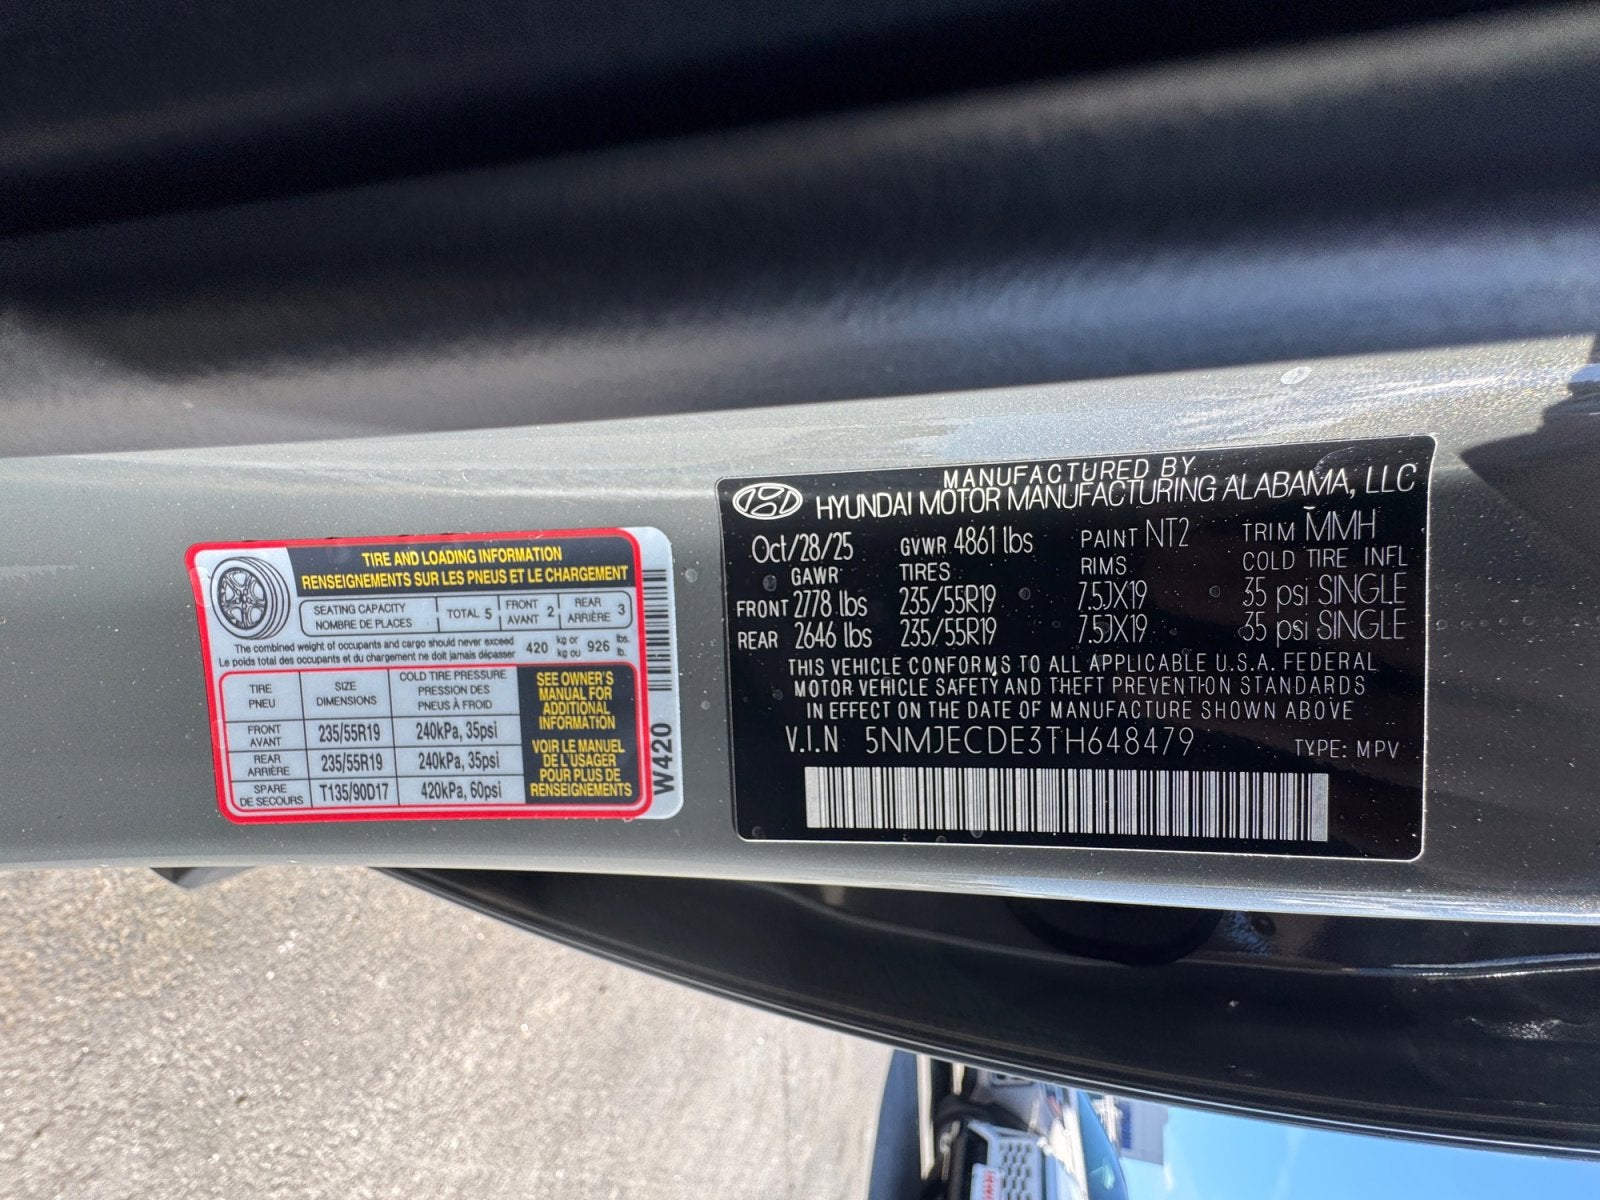 TIRE AND LOADING INFORMATION
RENSEIGNEMENTS SUR LES PNEUS ET LE CHARGEMENT
SEATING CAPACITY
NOMBRE DE PLACES
TOTAL 5
FRONT
AVANT 2
REAR
ARRIÈRE 3
The combined weight of occupants and cargo should never exceed
Le poids total des occupants et du chargement ne doit jamais dépasser
420 kg or
kg ou 926 lbs.
lb.
TIRE
PNEU
SIZE
DIMENSIONS
COLD TIRE PRESSURE
PRESSION DES
PNEUS À FROID
FRONT
AVANT
235/55R19
240kPa, 35psi
REAR
ARRIÈRE
235/55R19
240kPa, 35psi
SPARE
DE SECOURS
T135/90D17
420kPa, 60psi
SEE OWNER'S
MANUAL FOR
ADDITIONAL
INFORMATION
VOIR LE MANUEL
DE L'USAGER
POUR PLUS DE
RENSEIGNEMENTS
W420
MANUFACTURED BY
HYUNDAI MOTOR MANUFACTURING ALABAMA, LLC
Oct/28/25 GVWR 4861 lbs PAINT NT2 TRIM MMH
GAWR TIRES RIMS COLD TIRE INFL
FRONT 2778 lbs 235/55R19 7.5JX19 35 psi SINGLE
REAR 2646 lbs 235/55R19 7.5JX19 35 psi SINGLE
THIS VEHICLE CONFORMS TO ALL APPLICABLE U.S.A. FEDERAL
MOTOR VEHICLE SAFETY AND THEFT PREVENTION STANDARDS
IN EFFECT ON THE DATE OF MANUFACTURE SHOWN ABOVE
V.I.N 5NMJECDE3TH648479 TYPE: MPV